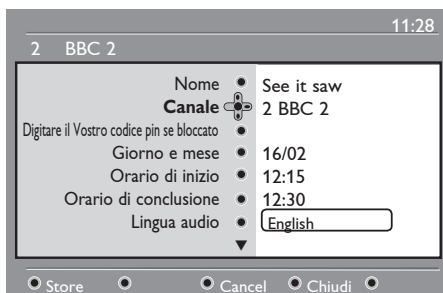 11:28
2 BBC 2
Nome See it saw
Canale 2 BBC 2
Digitare il Vostro codice pin se bloccato
Giorno e mese 16/02
Orario di inizio 12:15
Orario di conclusione 12:30
Lingua audio English
Store Cancel Chiudi